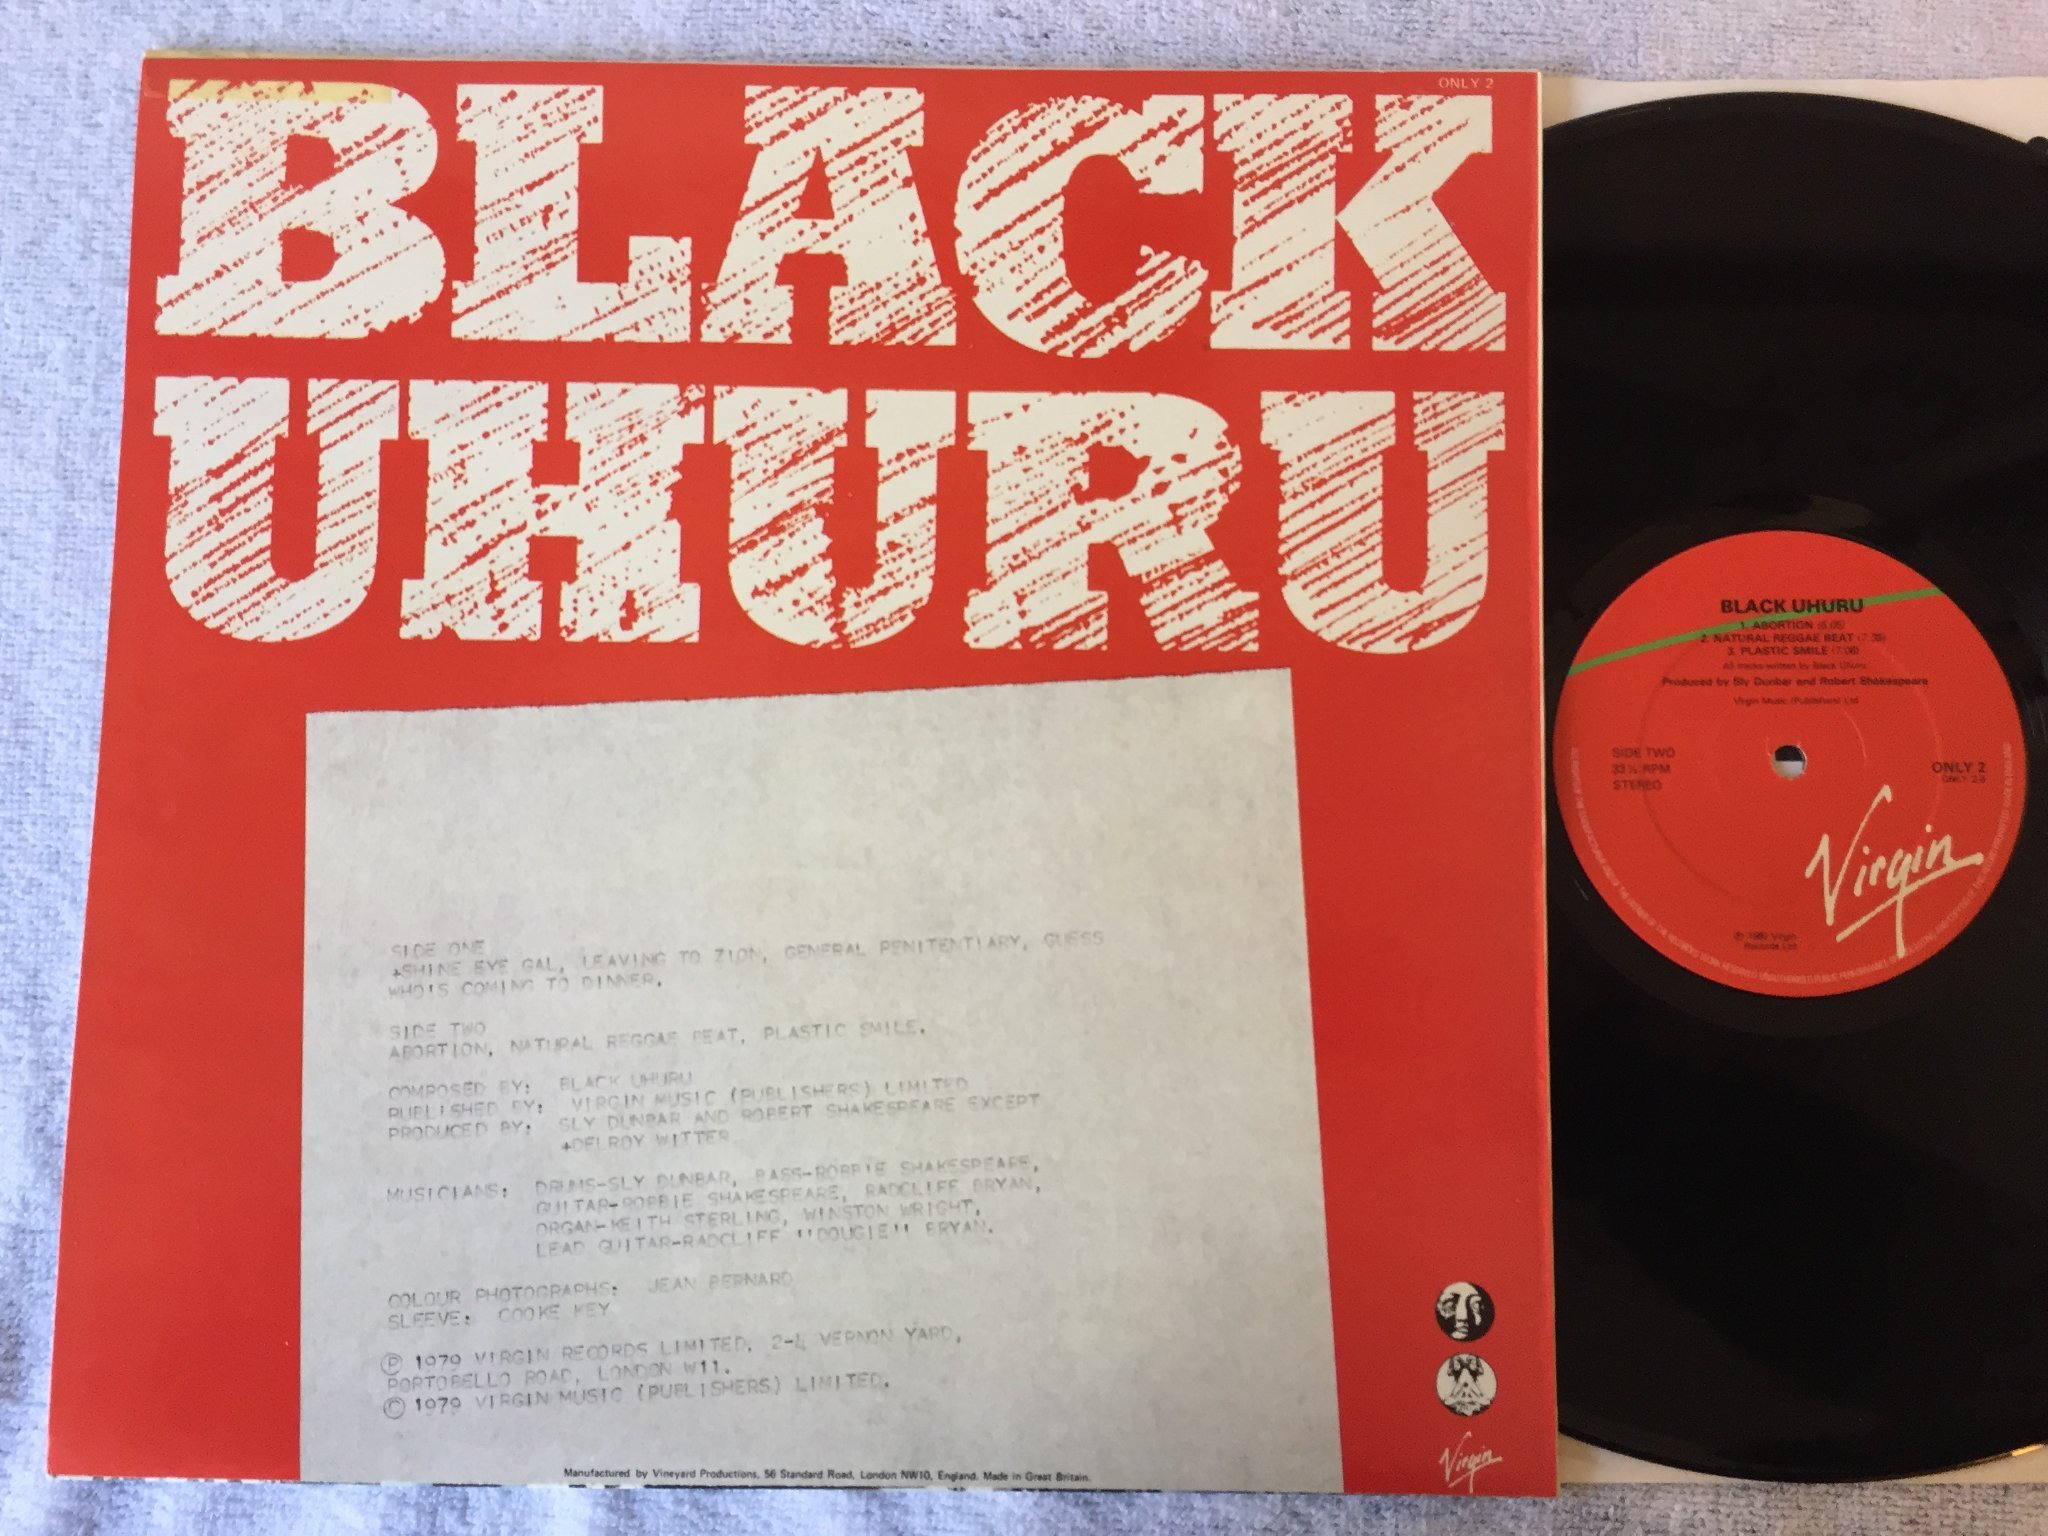 ONLY 2
BLACK
UHURU
SIDE ONE
+SHINE EYE GAL, LEAVING TO ZION, GENERAL PENITENTIARY, GUESS
WHO'S COMING TO DINNER.
SIDE TWO
ABORTION, NATURAL REGGAE BEAT, PLASTIC SMILE.
COMPOSED BY: BLACK UHURU
PUBLISHED BY: VIRGIN MUSIC (PUBLISHERS) LIMITED
PRODUCED BY: SLY DUNBAR AND ROBERT SHAKESPEARE EXCEPT
+DELROY WITTER
MUSICIANS: DRUMS-SLY DUNBAR, BASS-ROBBIE SHAKESPEARE,
GUITAR-ROBBIE SHAKESPEARE, RADCLIFF BRYAN,
ORGAN-KEITH STERLING, WINSTON WRIGHT,
LEAD GUITAR-RADCLIFF ''DOUGIE'' BRYAN.
COLOUR PHOTOGRAPHS: JEAN BERNARD
SLEEVE: COOKE KEY
Ⓟ 1979 VIRGIN RECORDS LIMITED, 2-4 VERNON YARD,
PORTOBELLO ROAD, LONDON W11.
© 1979 VIRGIN MUSIC (PUBLISHERS) LIMITED.
Manufactured by Vineyard Productions, 56 Standard Road, London NW10, England. Made in Great Britain.
Virgin
BLACK UHURU
1. ABORTION
2. NATURAL REGGAE BEAT
3. PLASTIC SMILE
All tracks written by Black Uhuru
Produced by Sly Dunbar and Robert Shakespeare
Virgin Music (Publishers) Ltd
SIDE TWO
33⅓ RPM
STEREO
ONLY 2
Virgin
Virgin
Records Ltd